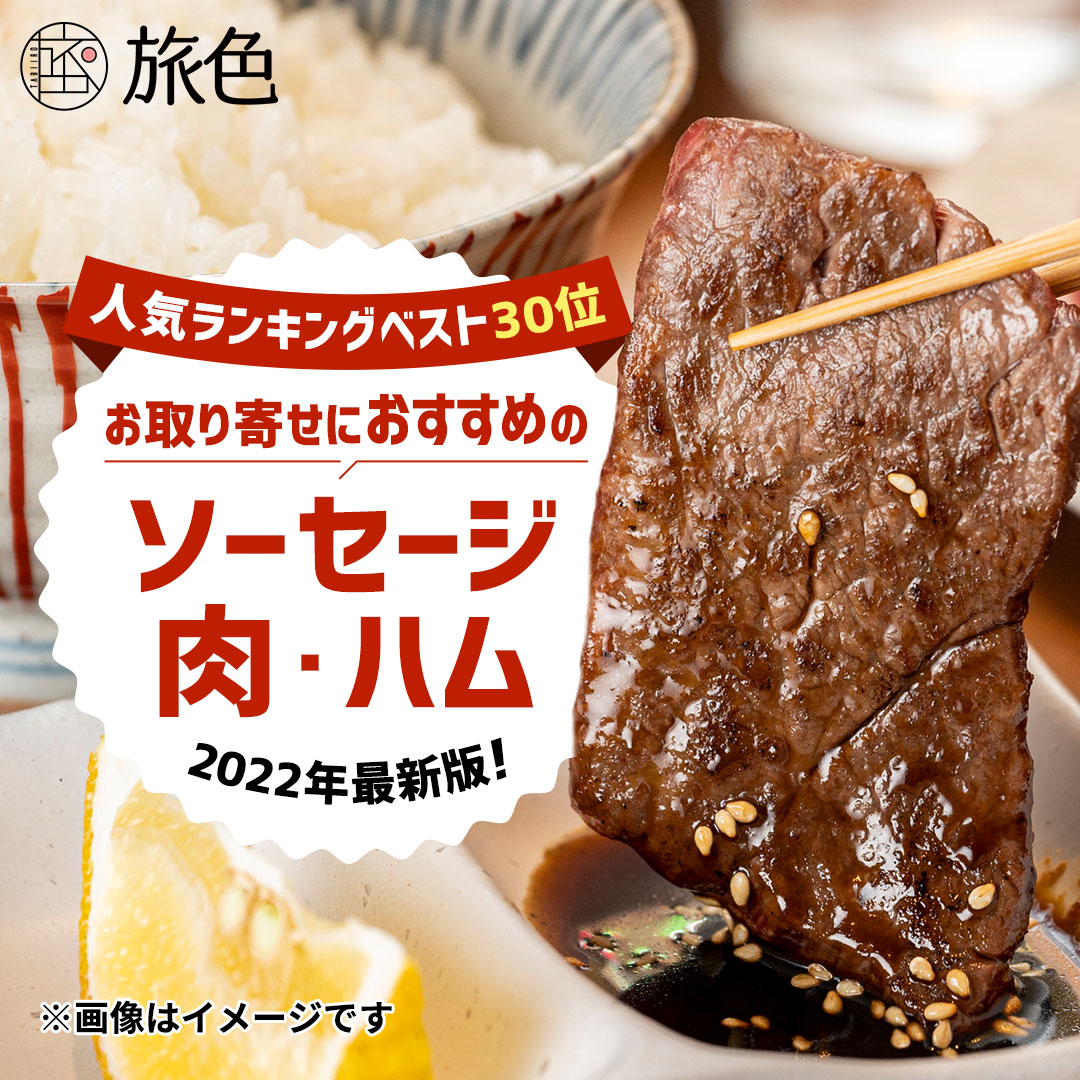 TABIIRO
旅色
人気ランキングベスト30位
お取り寄せにおすすめの
ソーセージ
肉・ハム
2022年最新版!
※画像はイメージです